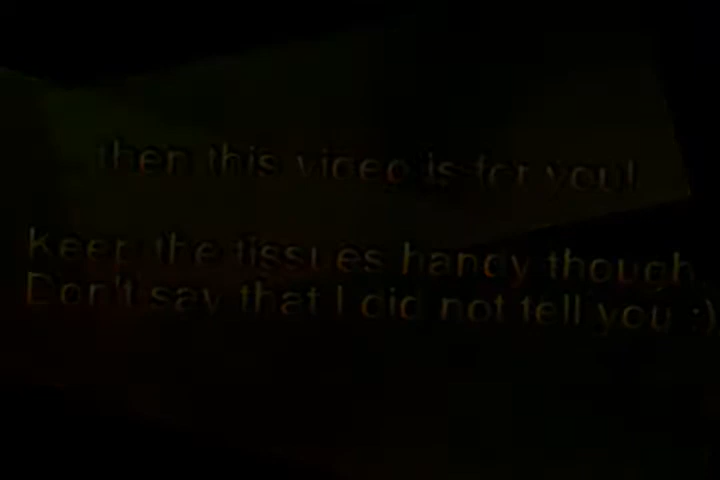 then this video is for you!
Keep the tissues handy though.
Don't say that I did not tell you :)